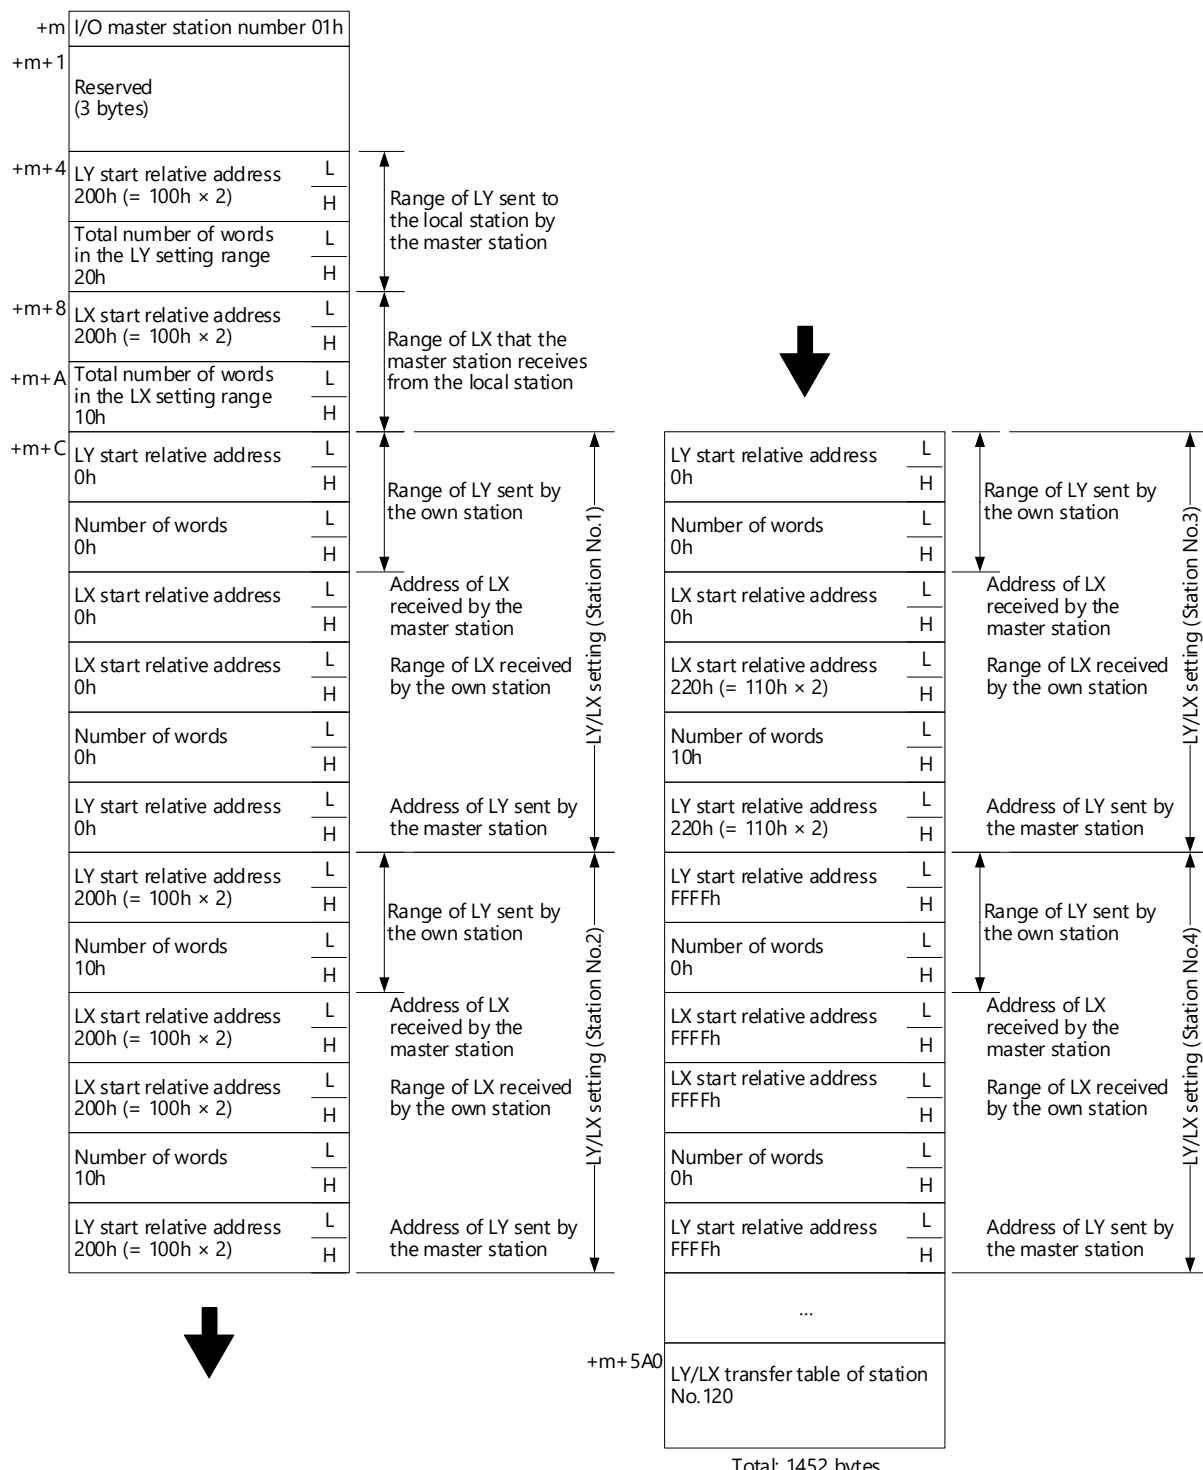 +m
I/O master station number 01h
+m+1
Reserved
(3 bytes)
+m+4
LY start relative address
200h (= 100h × 2)
L
H
Total number of words
in the LY setting range
20h
L
H
Range of LY sent to
the local station by
the master station
+m+8
LX start relative address
200h (= 100h × 2)
L
H
+m+A
Total number of words
in the LX setting range
10h
L
H
Range of LX that the
master station receives
from the local station
+m+C
LY start relative address
0h
L
H
Number of words
0h
L
H
Range of LY sent by
the own station
LX start relative address
0h
L
H
Address of LX
received by the
master station
LX start relative address
0h
L
H
Range of LX received
by the own station
Number of words
0h
L
H
LY start relative address
0h
L
H
Address of LY sent by
the master station
LY/LX setting (Station No.1)
LY start relative address
200h (= 100h × 2)
L
H
Number of words
10h
L
H
Range of LY sent by
the own station
LX start relative address
200h (= 100h × 2)
L
H
Address of LX
received by the
master station
LX start relative address
200h (= 100h × 2)
L
H
Range of LX received
by the own station
Number of words
10h
L
H
LY start relative address
200h (= 100h × 2)
L
H
Address of LY sent by
the master station
LY/LX setting (Station No.2)
LY start relative address
0h
L
H
Number of words
0h
L
H
Range of LY sent by
the own station
LX start relative address
0h
L
H
Address of LX
received by the
master station
LX start relative address
220h (= 110h × 2)
L
H
Range of LX received
by the own station
Number of words
10h
L
H
LY start relative address
220h (= 110h × 2)
L
H
Address of LY sent by
the master station
LY/LX setting (Station No.3)
LY start relative address
FFFFh
L
H
Number of words
0h
L
H
Range of LY sent by
the own station
LX start relative address
FFFFh
L
H
Address of LX
received by the
master station
LX start relative address
FFFFh
L
H
Range of LX received
by the own station
Number of words
0h
L
H
LY start relative address
FFFFh
L
H
Address of LY sent by
the master station
LY/LX setting (Station No.4)
...
+m+5A0
LY/LX transfer table of station
No.120
Total: 1452 bytes